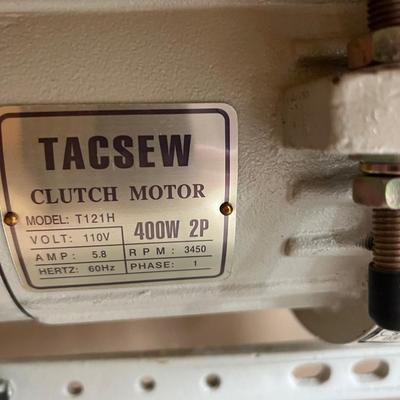 TACSEW
CLUTCH MOTOR
MODEL: T121H
400W 2P
VOLT: 110V
AMP: 5.8
RPM: 3450
HERTZ: 60Hz
PHASE: 1